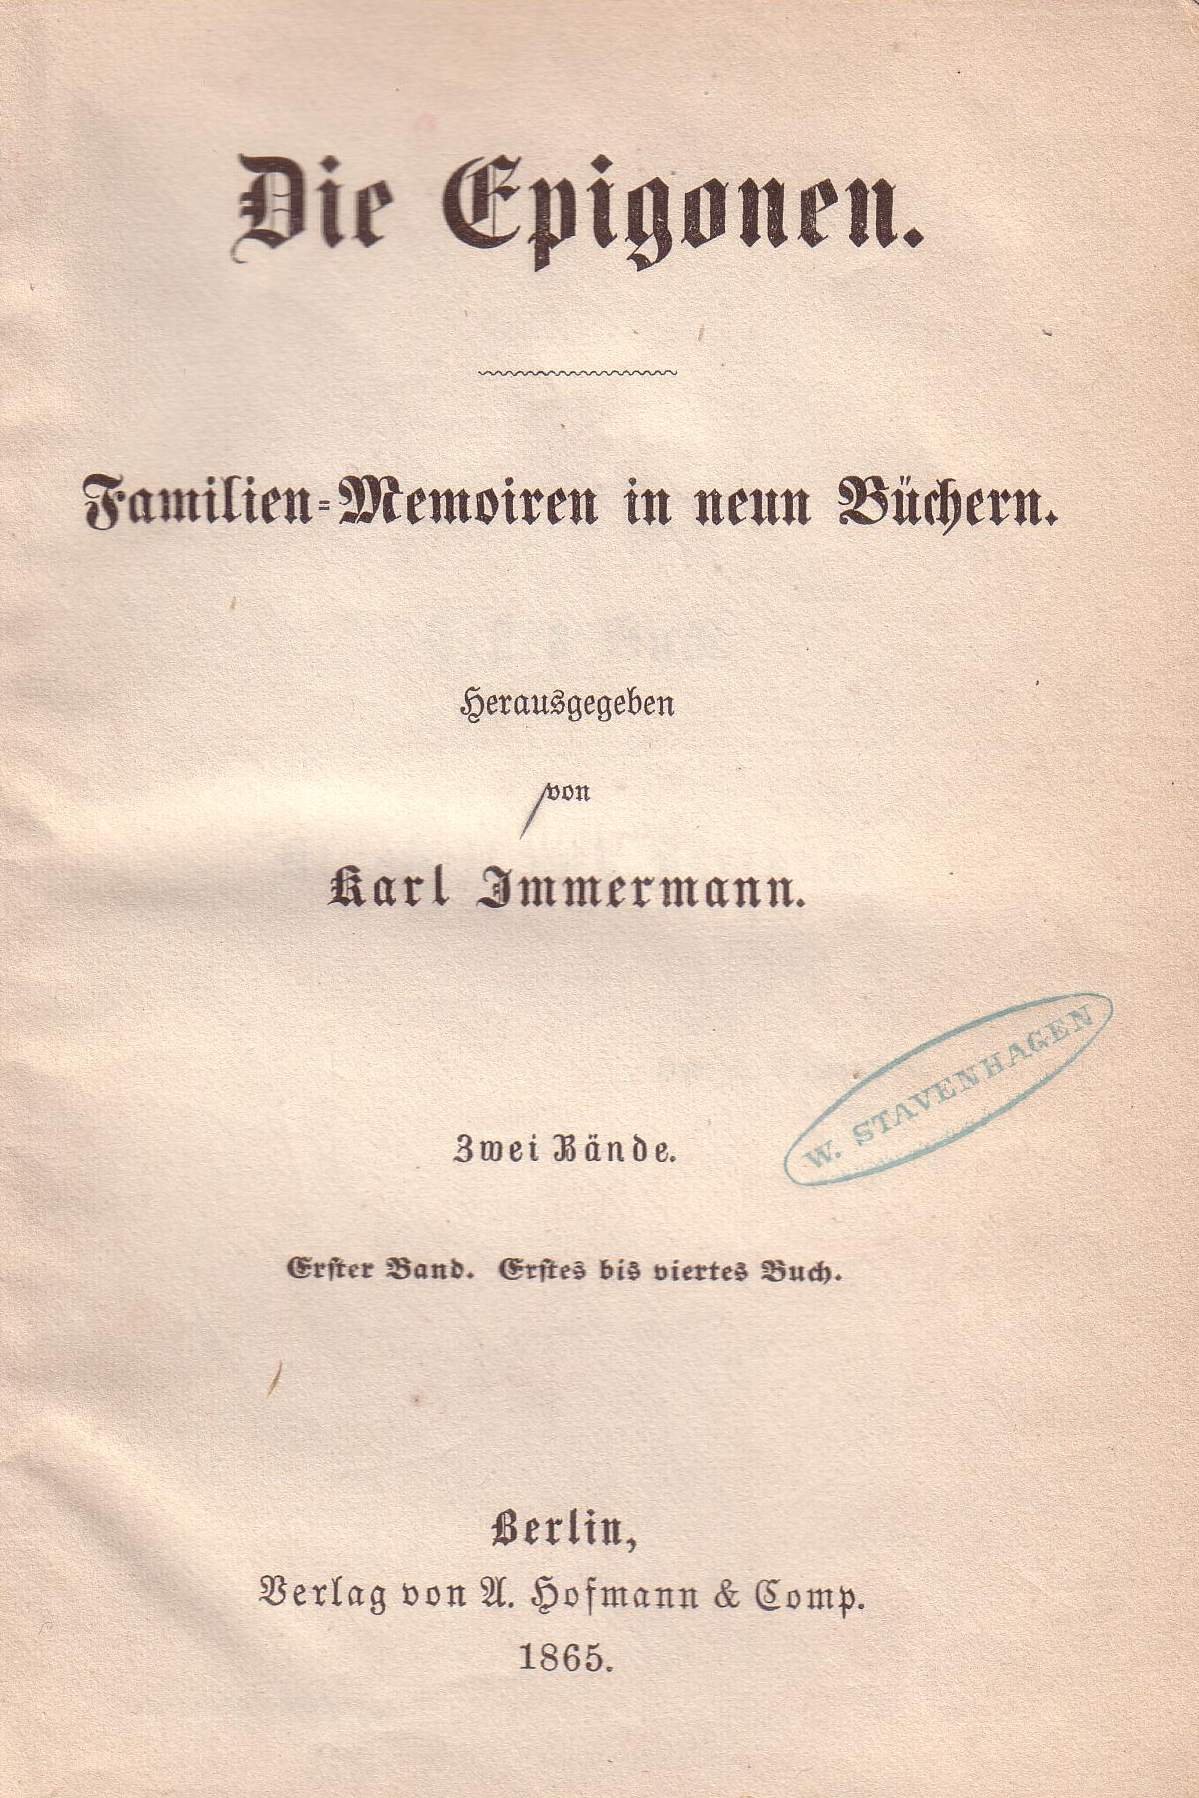 Die Epigonen.
Familien-Memoiren in neun Büchern.
Herausgegeben
von
Karl Immermann.
W. STAVENHAGEN
Zwei Bände.
Erster Band. Erstes bis viertes Buch.
Berlin,
Verlag von A. Hofmann & Comp.
1865.